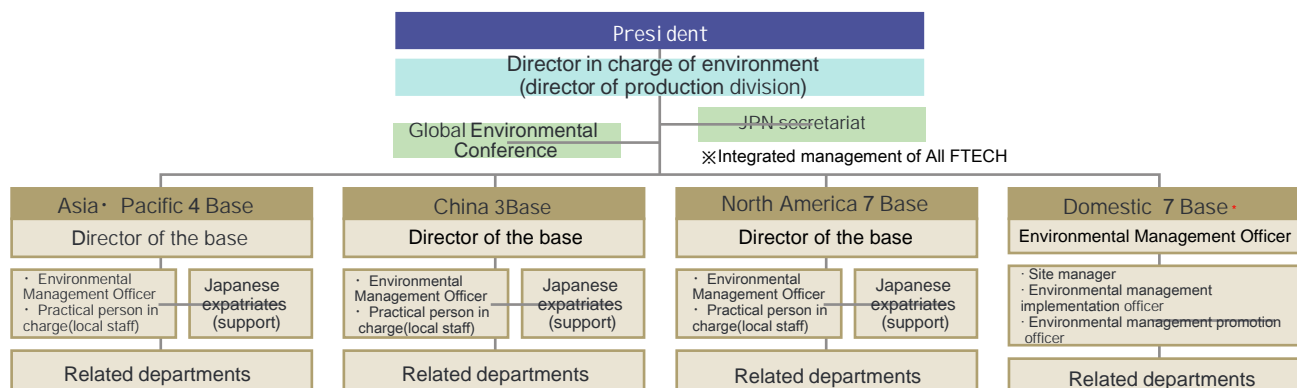 President
Director in charge of environment
(director of production division)
JPN secretariat
Global Environmental
Conference
※Integrated management of All FTECH
Asia・ Pacific 4 Base
Director of the base
・ Environmental
Management Officer
・ Practical person in
charge(local staff)
Japanese
expatriates
(support)
Related departments
China 3Base
Director of the base
・ Environmental
Management Officer
・ Practical person in
charge(local staff)
Japanese
expatriates
(support)
Related departments
North America 7 Base
Director of the base
・ Environmental
Management Officer
・ Practical person in
charge(local staff)
Japanese
expatriates
(support)
Related departments
Domestic 7 Base*
Environmental Management Officer
· Site manager
· Environmental management
implementation officer
· Environmental management promotion
officer
Related departments